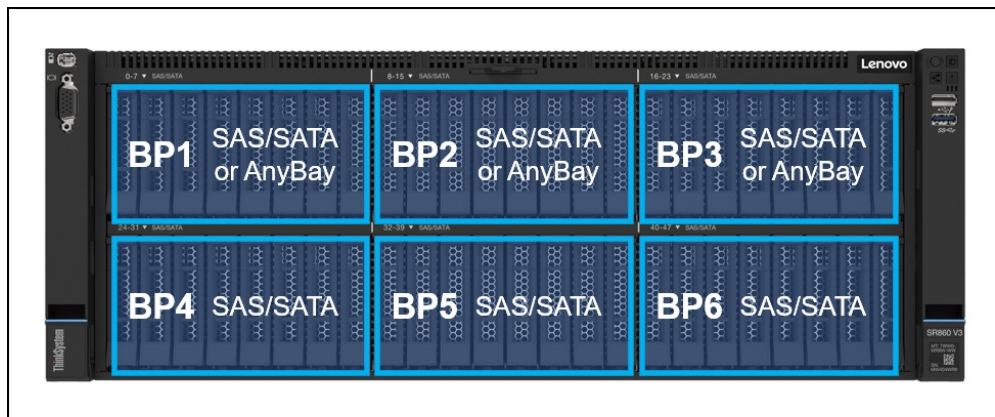 Lenovo
0-7 ▼ SAS/SATA
8-15 ▼ SAS/SATA
16-23 ▼ SAS/SATA
BP1 SAS/SATA
or AnyBay
BP2 SAS/SATA
or AnyBay
BP3 SAS/SATA
or AnyBay
24-31 ▼ SAS/SATA
32-39 ▼ SAS/SATA
40-47 ▼ SAS/SATA
BP4 SAS/SATA
BP5 SAS/SATA
BP6 SAS/SATA
ThinkSystem
SR860 V3